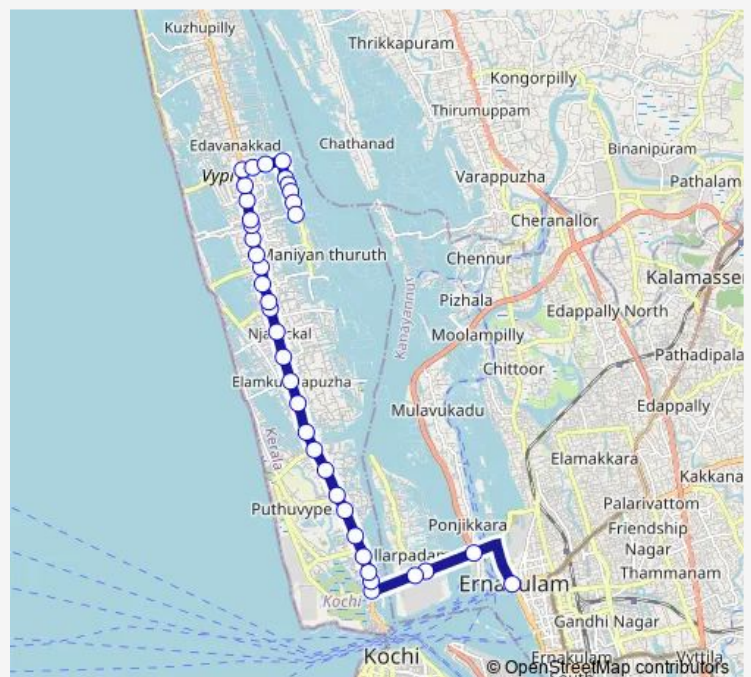 Kuzhupilly
Thrikkapuram
Kongorpilly
Thirumuppam
Edavanakkad
Chathanad
Binanipuram
Vypi
Varappuzha
Pathalam
Cheranallor
Maniyan thuruth
Chennur
Kalamasser
Kanayannur
Pizhala
Edappally North
Moolampilly
Pathadipala
Chittoor
Mulavukadu
Edappally
Kerala
Elamakkara
Kakkana
Puthuvype
Palarivattom
Ponjikkara
Friendship
Nagar
Thammanam
Kochi
Gandhi Nagar
Kochi
Ernakulam
Vyttila
© OpenStreetMap contributors